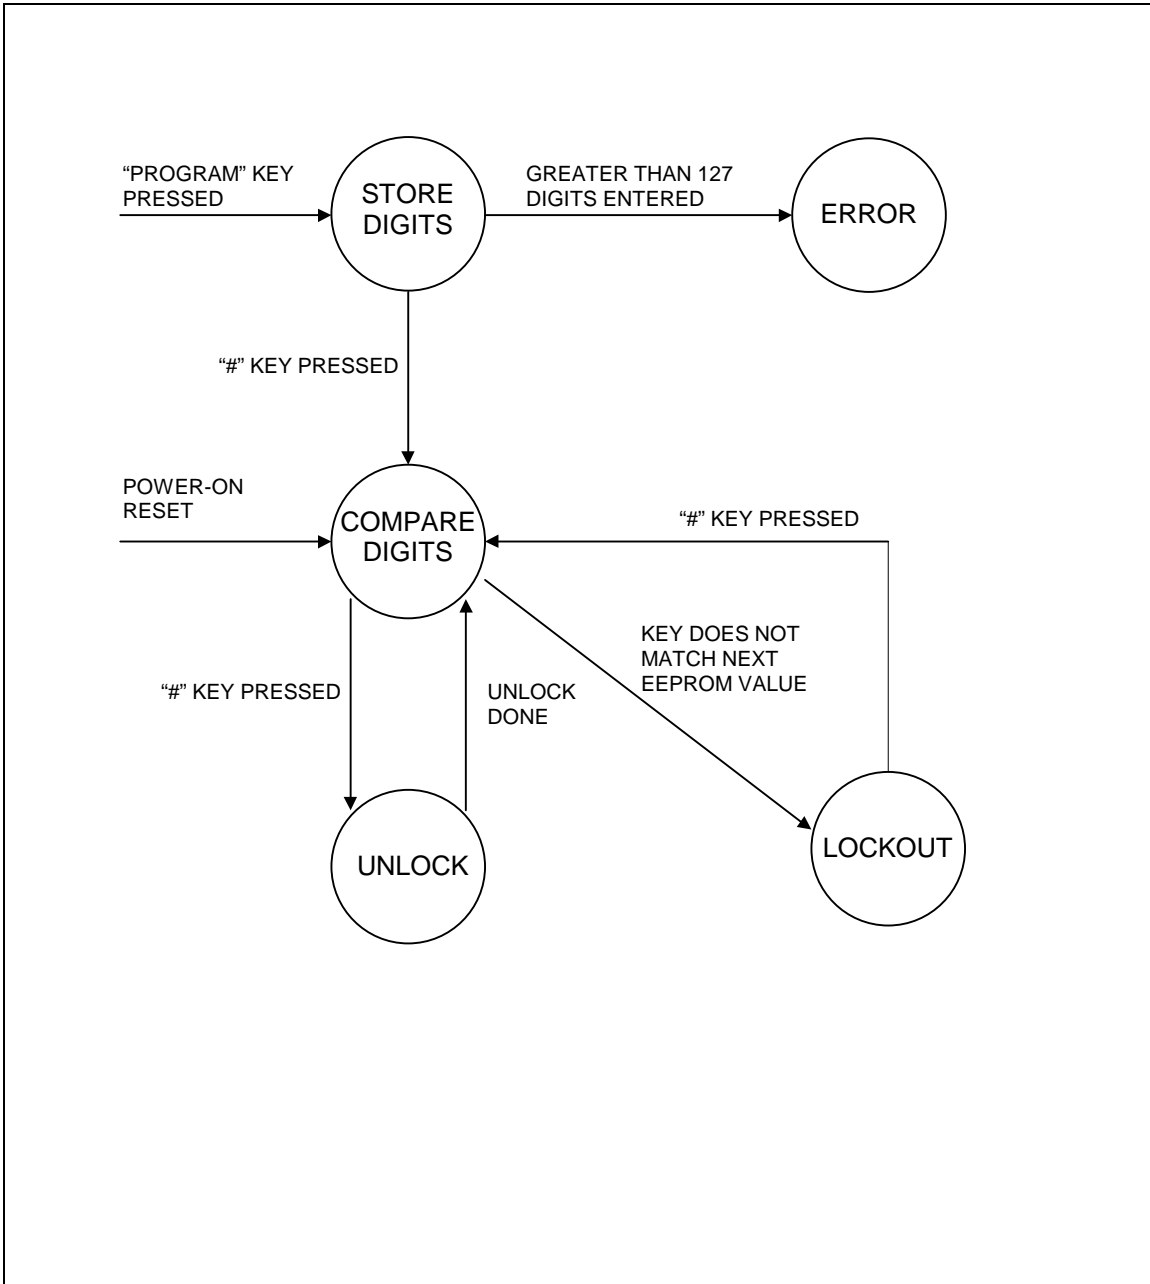 “PROGRAM” KEY
PRESSED
STORE
DIGITS
GREATER THAN 127
DIGITS ENTERED
ERROR
“#” KEY PRESSED
POWER-ON
RESET
COMPARE
DIGITS
“#” KEY PRESSED
KEY DOES NOT
MATCH NEXT
EEPROM VALUE
“#” KEY PRESSED
UNLOCK
DONE
UNLOCK
LOCKOUT